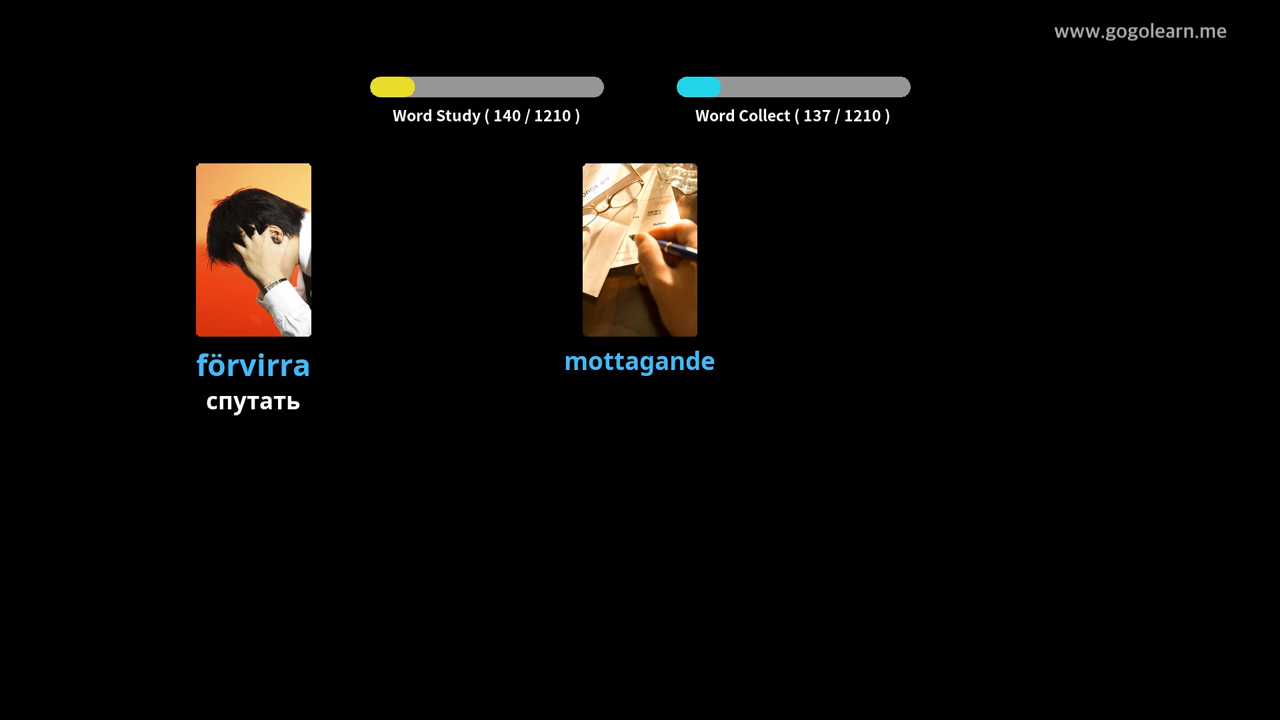 www.gogolearn.me
Word Study ( 140 / 1210 )
Word Collect ( 137 / 1210 )
förvirra
спутать
mottagande